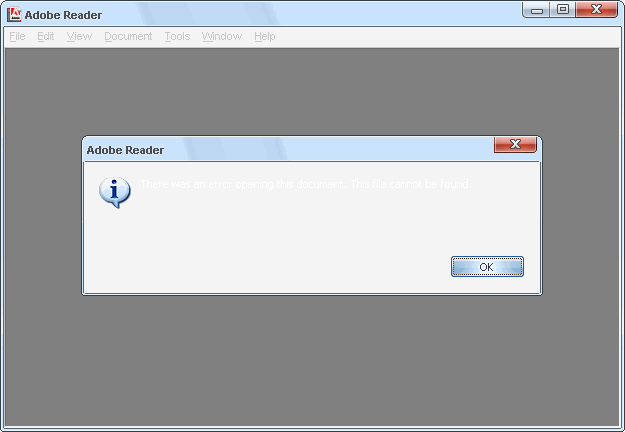 Adobe Reader
File Edit View Document Tools Window Help
Adobe Reader
There was an error opening this document. This file cannot be found.
OK